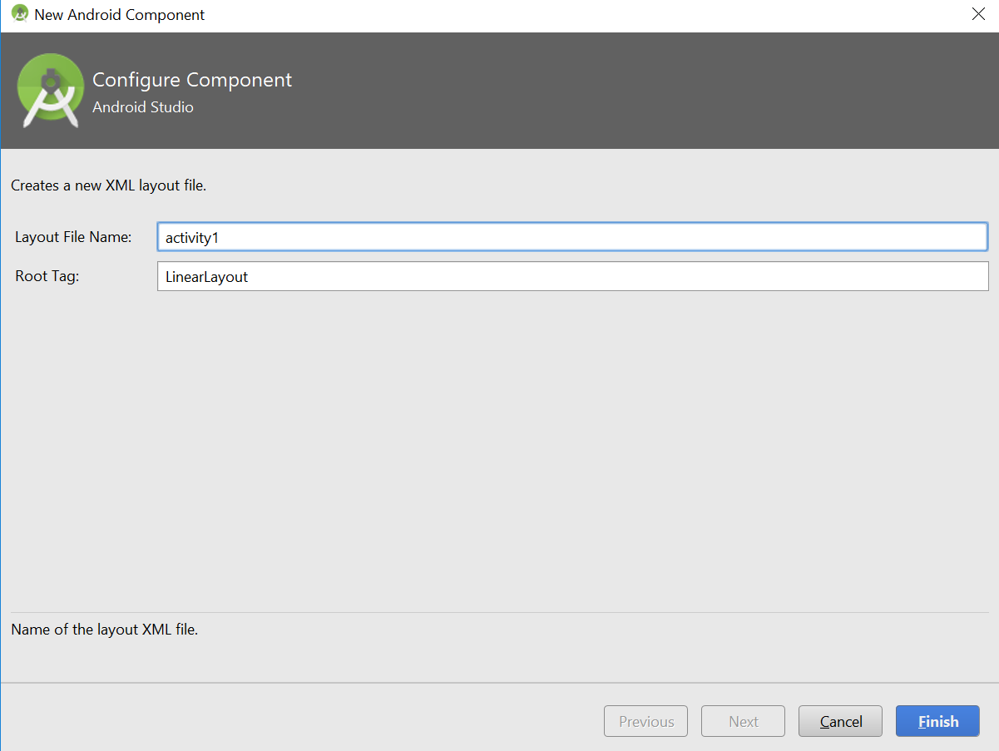 New Android Component
Configure Component
Android Studio
Creates a new XML layout file.
Layout File Name: activity1
Root Tag: LinearLayout
Name of the layout XML file.
Previous Next Cancel Finish